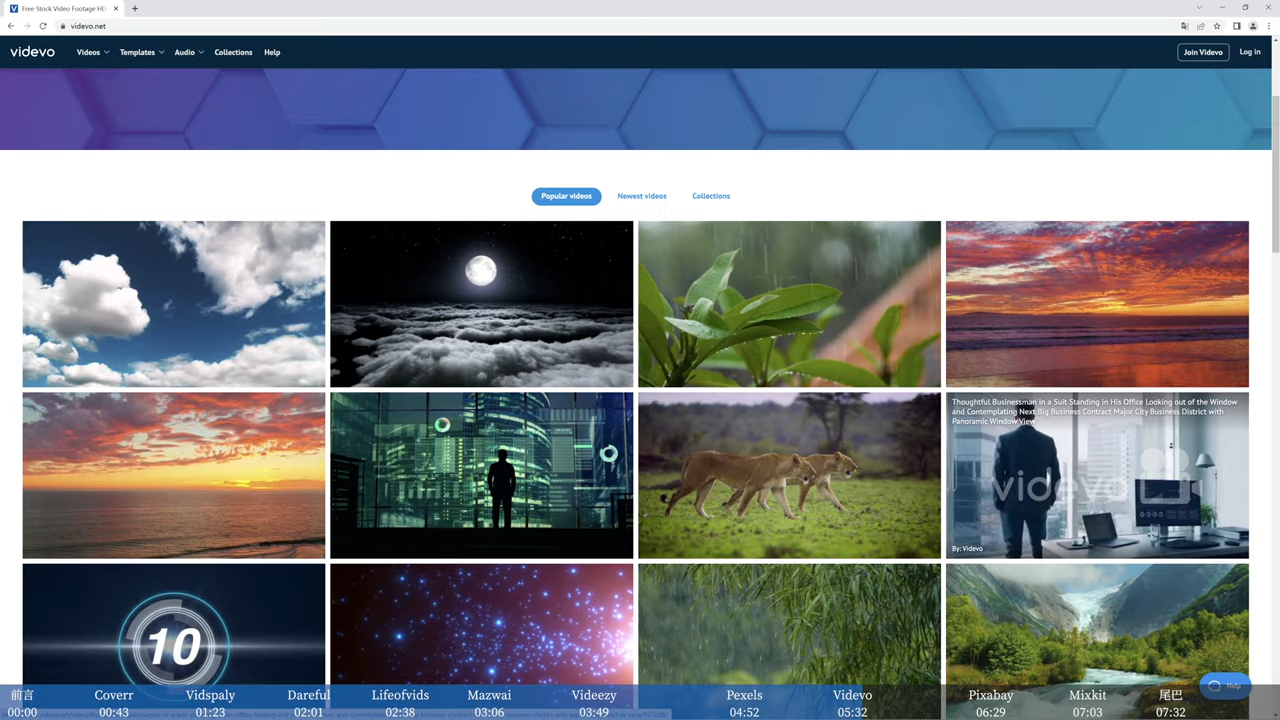 Free Stock Video Footage HD
videvo.net
videvo
Videos
Templates
Audio
Collections
Help
Join Videvo
Log in
Popular videos
Newest videos
Collections
Thoughtful Businessman in a Suit Standing in His Office Looking out of the Window
and Contemplating Next Big Business Contract Major City Business District with
Panoramic Window View
videvo
By: Videvo
10
Help
前言
Coverr
Vidspaly
Dareful
Lifeofvids
Mazwai
Videezy
Pexels
Videvo
Pixabay
Mixkit
尾巴
00:00
00:43
01:23
02:01
02:38
03:06
03:49
04:52
05:32
06:29
07:03
07:32